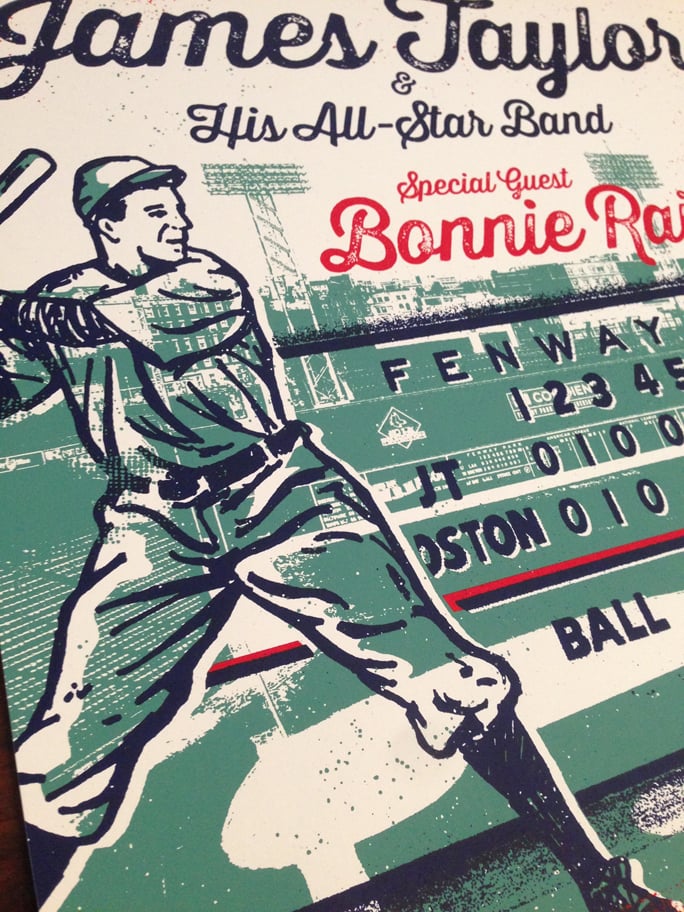 James Taylor
&
His All-Star Band
Special Guest
Bonnie Rai
FENWAY
1 2 3 4 5
JT 0 1 0 0
OSTON 0 1 0
BALL